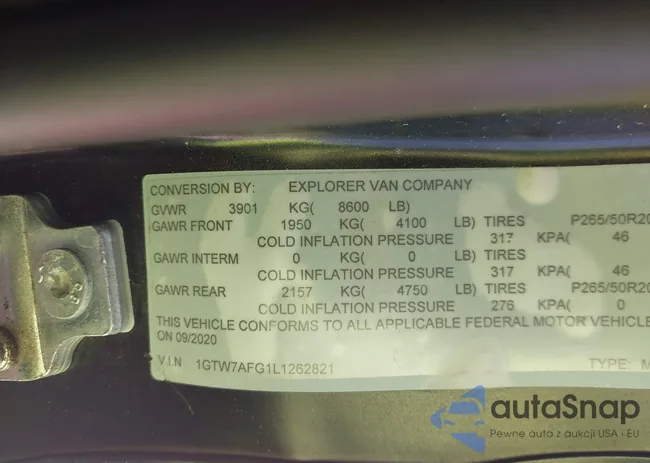 CONVERSION BY: EXPLORER VAN COMPANY
GVWR 3901 KG( 8600 LB)
GAWR FRONT 1950 KG( 4100 LB) TIRES P265/50R20
COLD INFLATION PRESSURE 317 KPA( 46
GAWR INTERM 0 KG( 0 LB) TIRES
COLD INFLATION PRESSURE 317 KPA( 46
GAWR REAR 2157 KG( 4750 LB) TIRES P265/50R20
COLD INFLATION PRESSURE 276 KPA( 0
THIS VEHICLE CONFORMS TO ALL APPLICABLE FEDERAL MOTOR VEHICLE
ON 09/2020
V.I.N 1GTW7AFG1L1262821 TYPE: M
autoSnap
Pewne auta z aukcji USA i EU